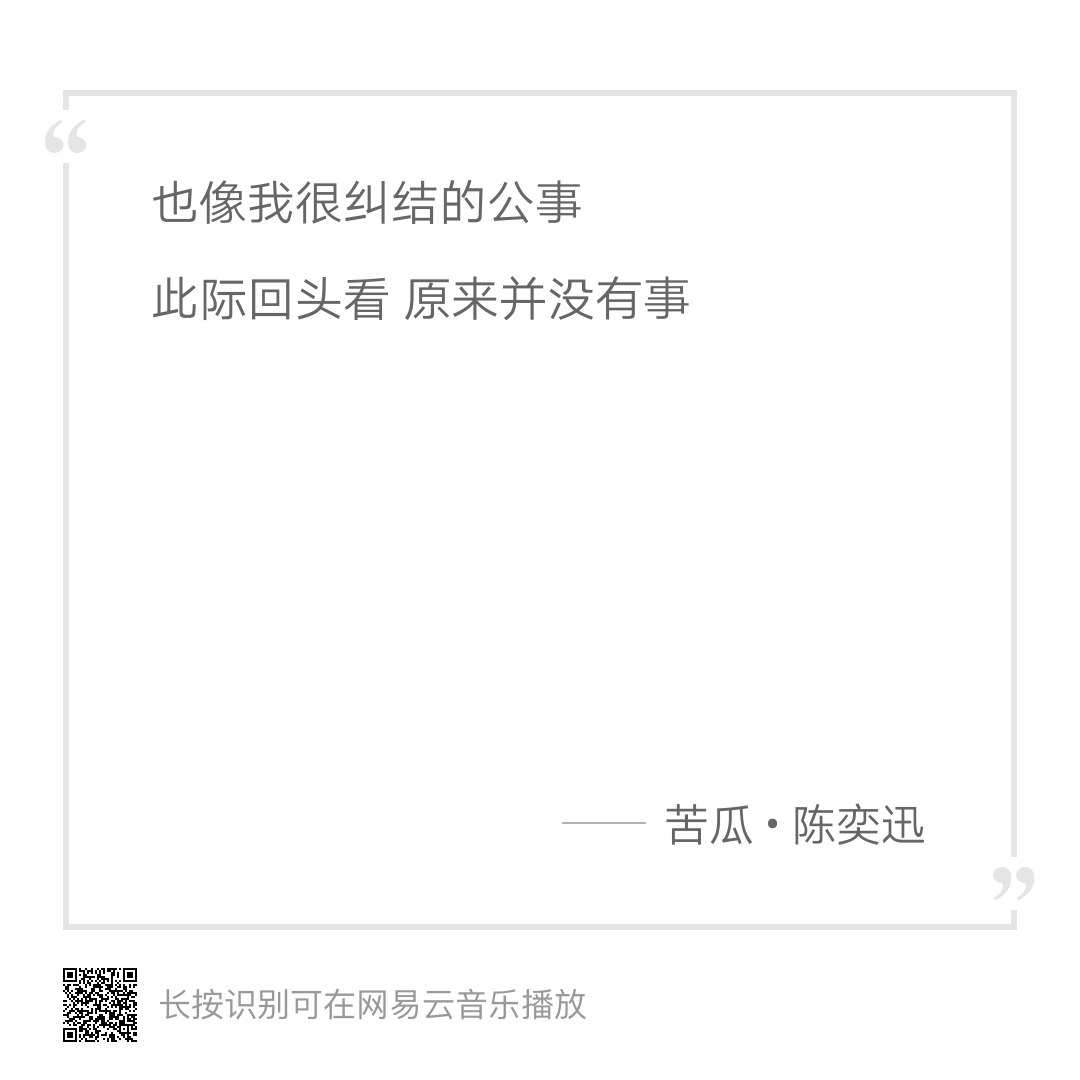 “
也像我很纠结的公事
此际回头看 原来并没有事
—— 苦瓜•陈奕迅
”
长按识别可在网易云音乐播放